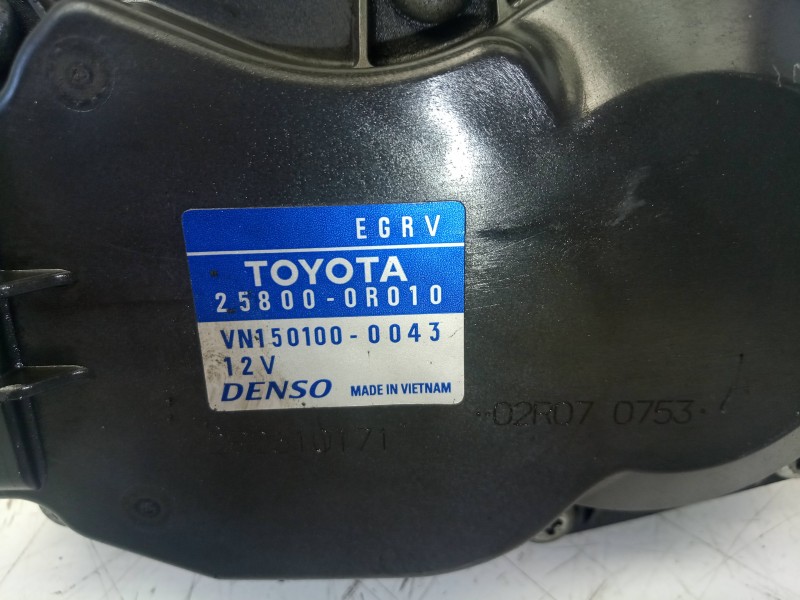 EGRV
TOYOTA
25800-0R010
VN150100-0043
12V
DENSO MADE IN VIETNAM
02R07 0753